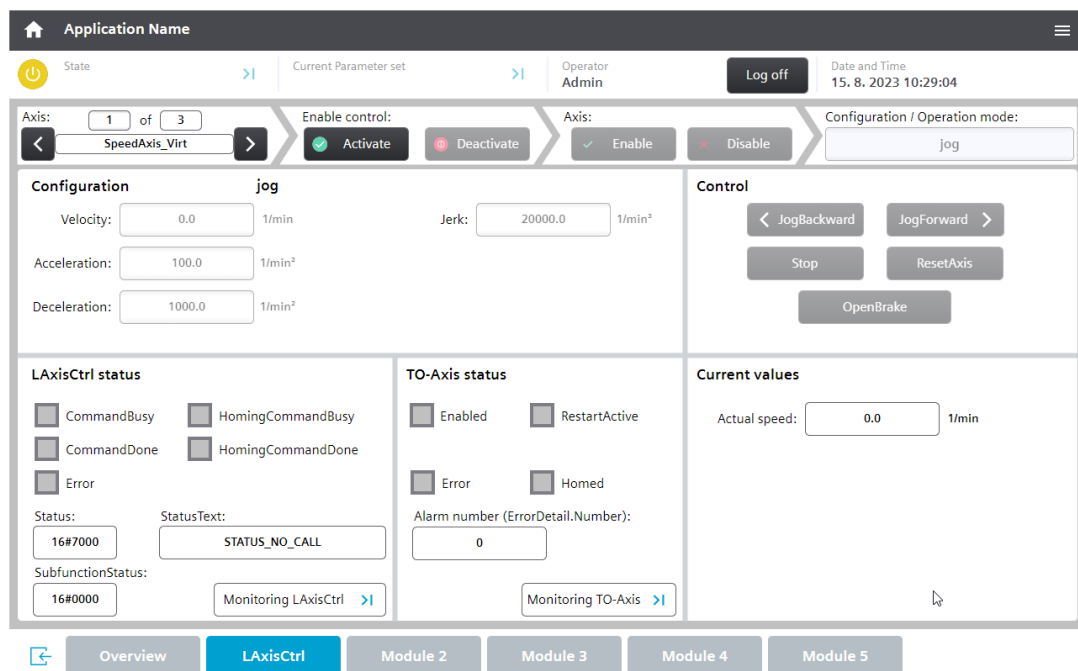 Application Name
State
Current Parameter set
Operator
Admin
Log off
Date and Time
15. 8. 2023 10:29:04
Axis:
1 of 3
SpeedAxis_Virt
Enable control:
Activate
Deactivate
Axis:
Enable
Disable
Configuration / Operation mode:
jog
Configuration jog
Velocity: 0.0 1/min
Jerk: 20000.0 1/min³
Acceleration: 100.0 1/min²
Deceleration: 1000.0 1/min²
Control
JogBackward
JogForward
Stop
ResetAxis
OpenBrake
LAxisCtrl status
CommandBusy
HomingCommandBusy
CommandDone
HomingCommandDone
Error
Status:
StatusText:
16#7000
STATUS_NO_CALL
SubfunctionStatus:
16#0000
Monitoring LAxisCtrl
TO-Axis status
Enabled
RestartActive
Error
Homed
Alarm number (ErrorDetail.Number):
0
Monitoring TO-Axis
Current values
Actual speed: 0.0 1/min
Overview
LAxisCtrl
Module 2
Module 3
Module 4
Module 5